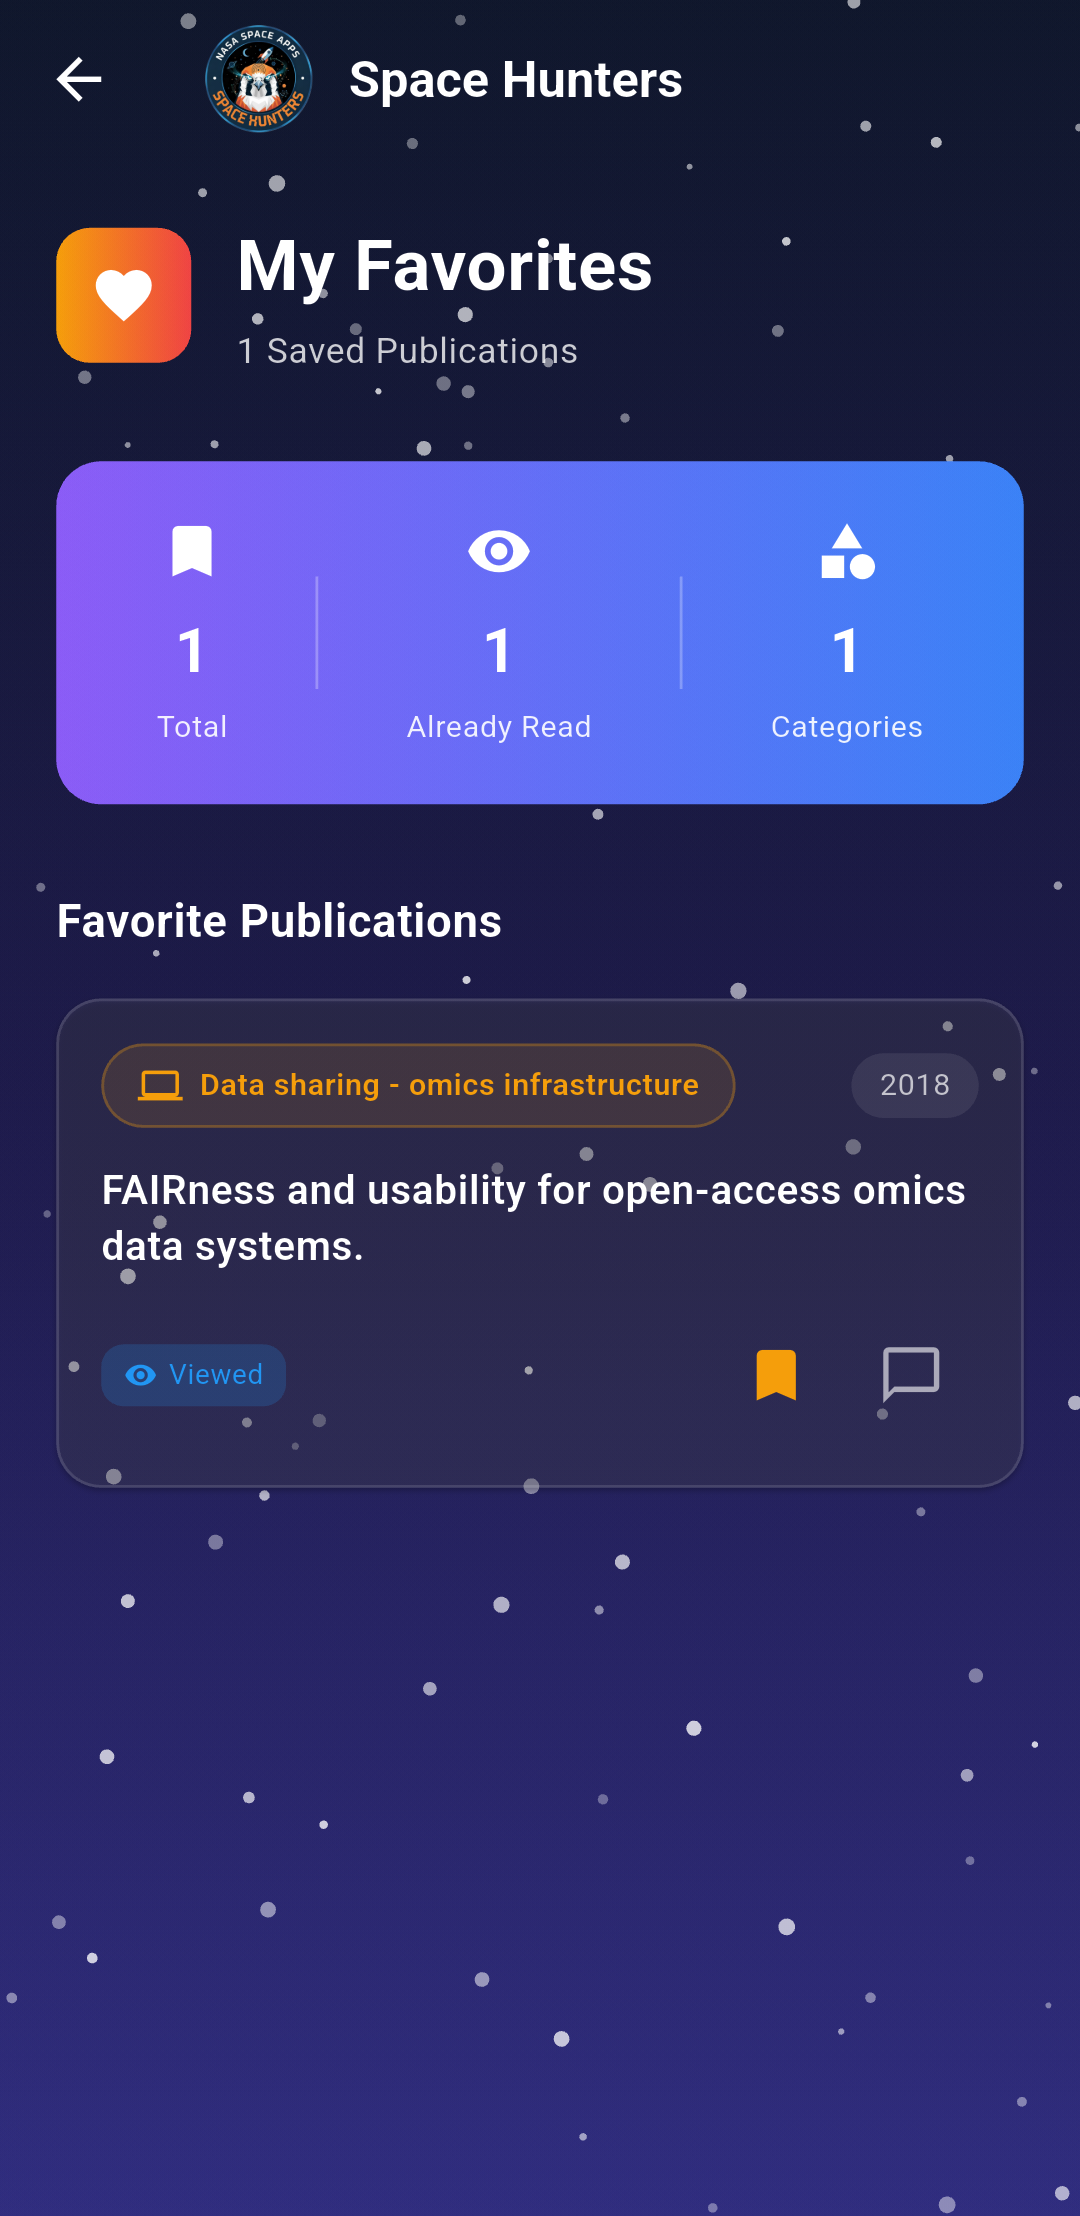 NASA SPACE APPS
SPACE HUNTERS
Space Hunters
My Favorites
1 Saved Publications
1
Total
1
Already Read
1
Categories
Favorite Publications
Data sharing - omics infrastructure
2018
FAIRness and usability for open-access omics
data systems.
Viewed